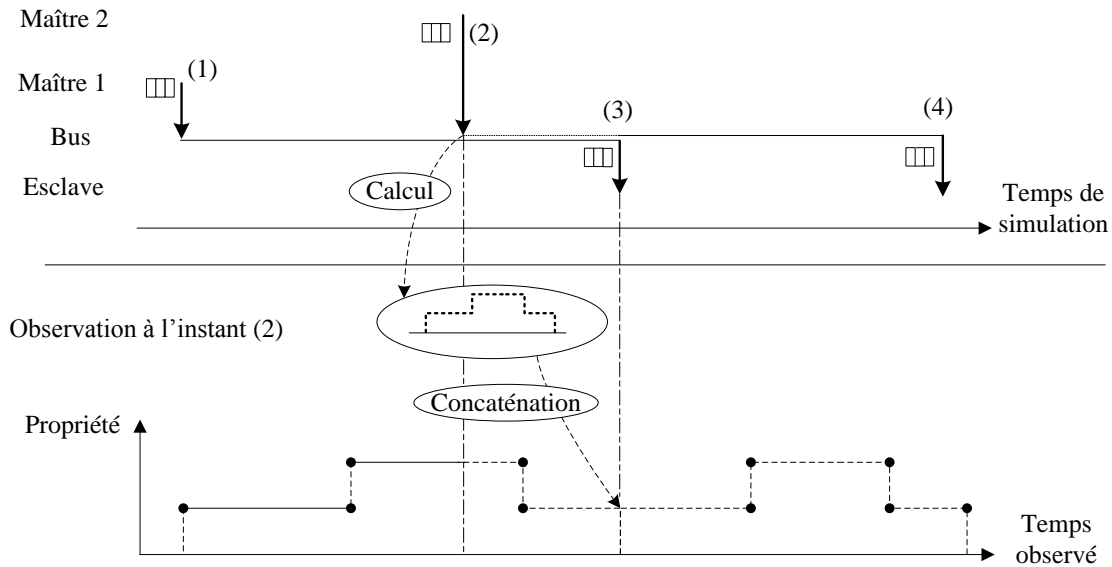 Maître 2
(2)
Maître 1
(1)
(3)
(4)
Bus
Esclave
Calcul
Temps de
simulation
Observation à l’instant (2)
Concaténation
Propriété
Temps
observé